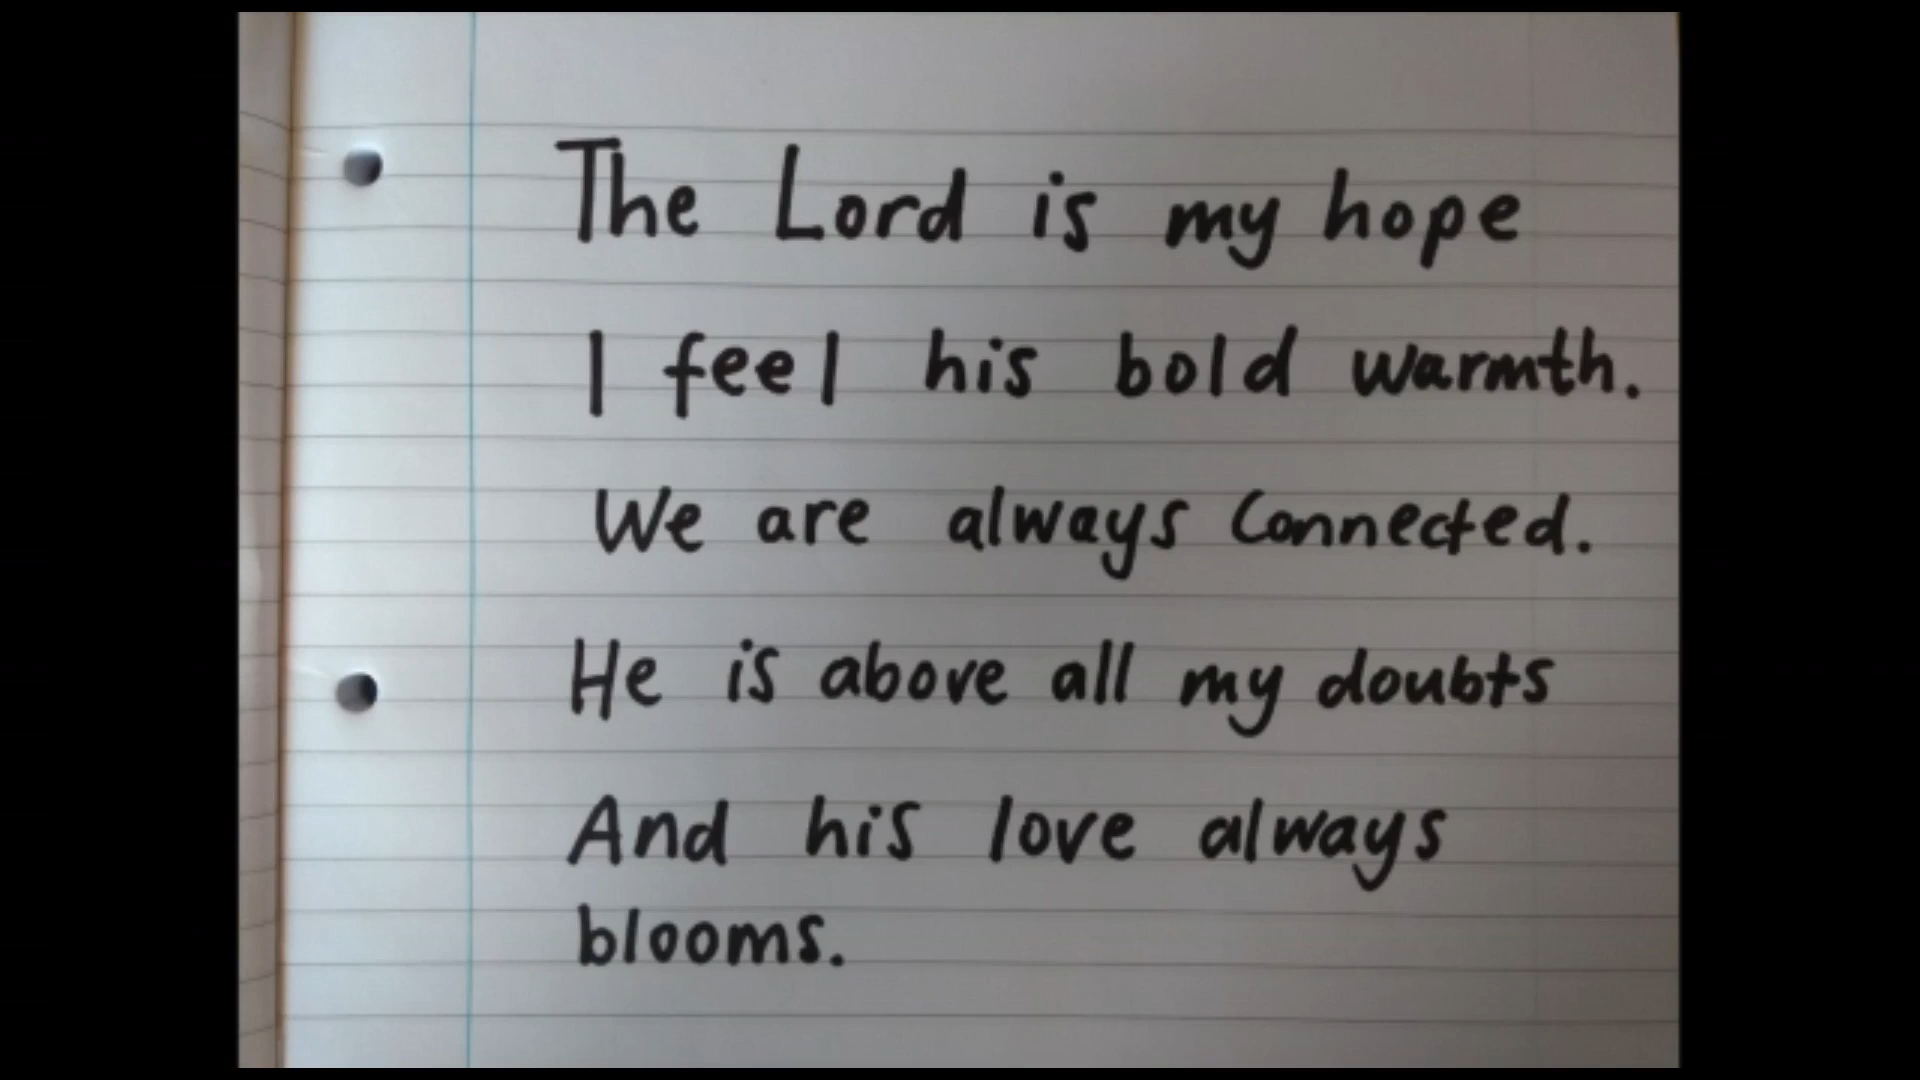 The Lord is my hope
I feel his bold warmth.
We are always Connected.
He is above all my doubts
And his love always
blooms.